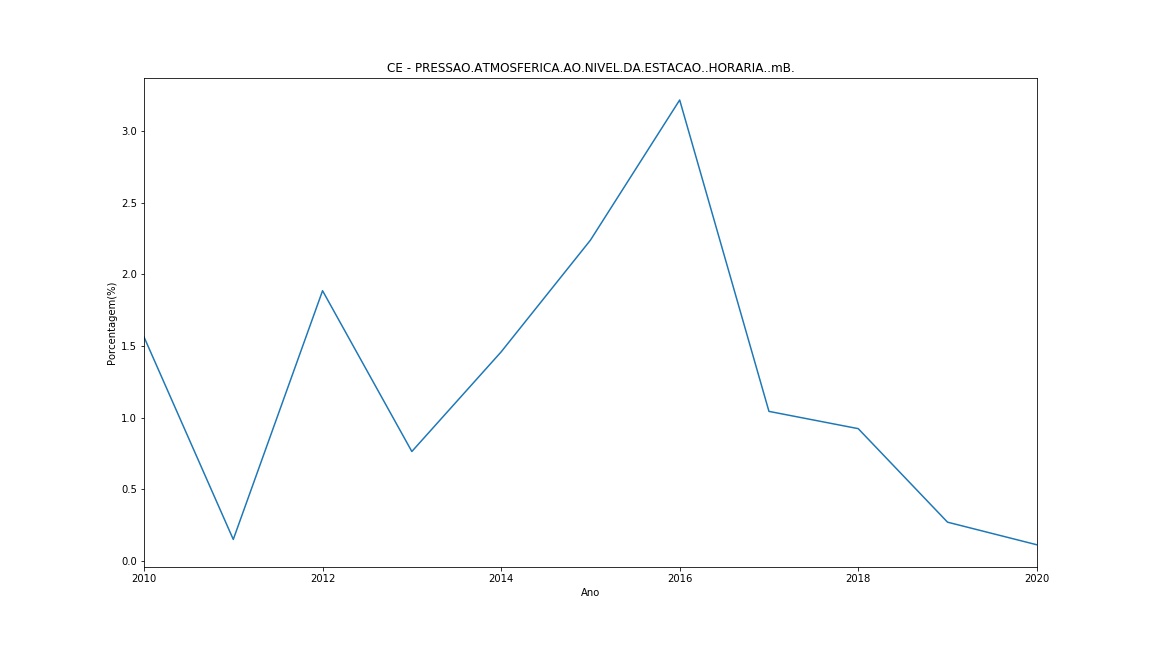 CE - PRESSAO.ATMOSFERICA.AO.NIVEL.DA.ESTACAO..HORARIA..mB.
Porcentagem(%)
3.0
2.5
2.0
1.5
1.0
0.5
0.0
2010 2012 2014 2016 2018 2020
Ano